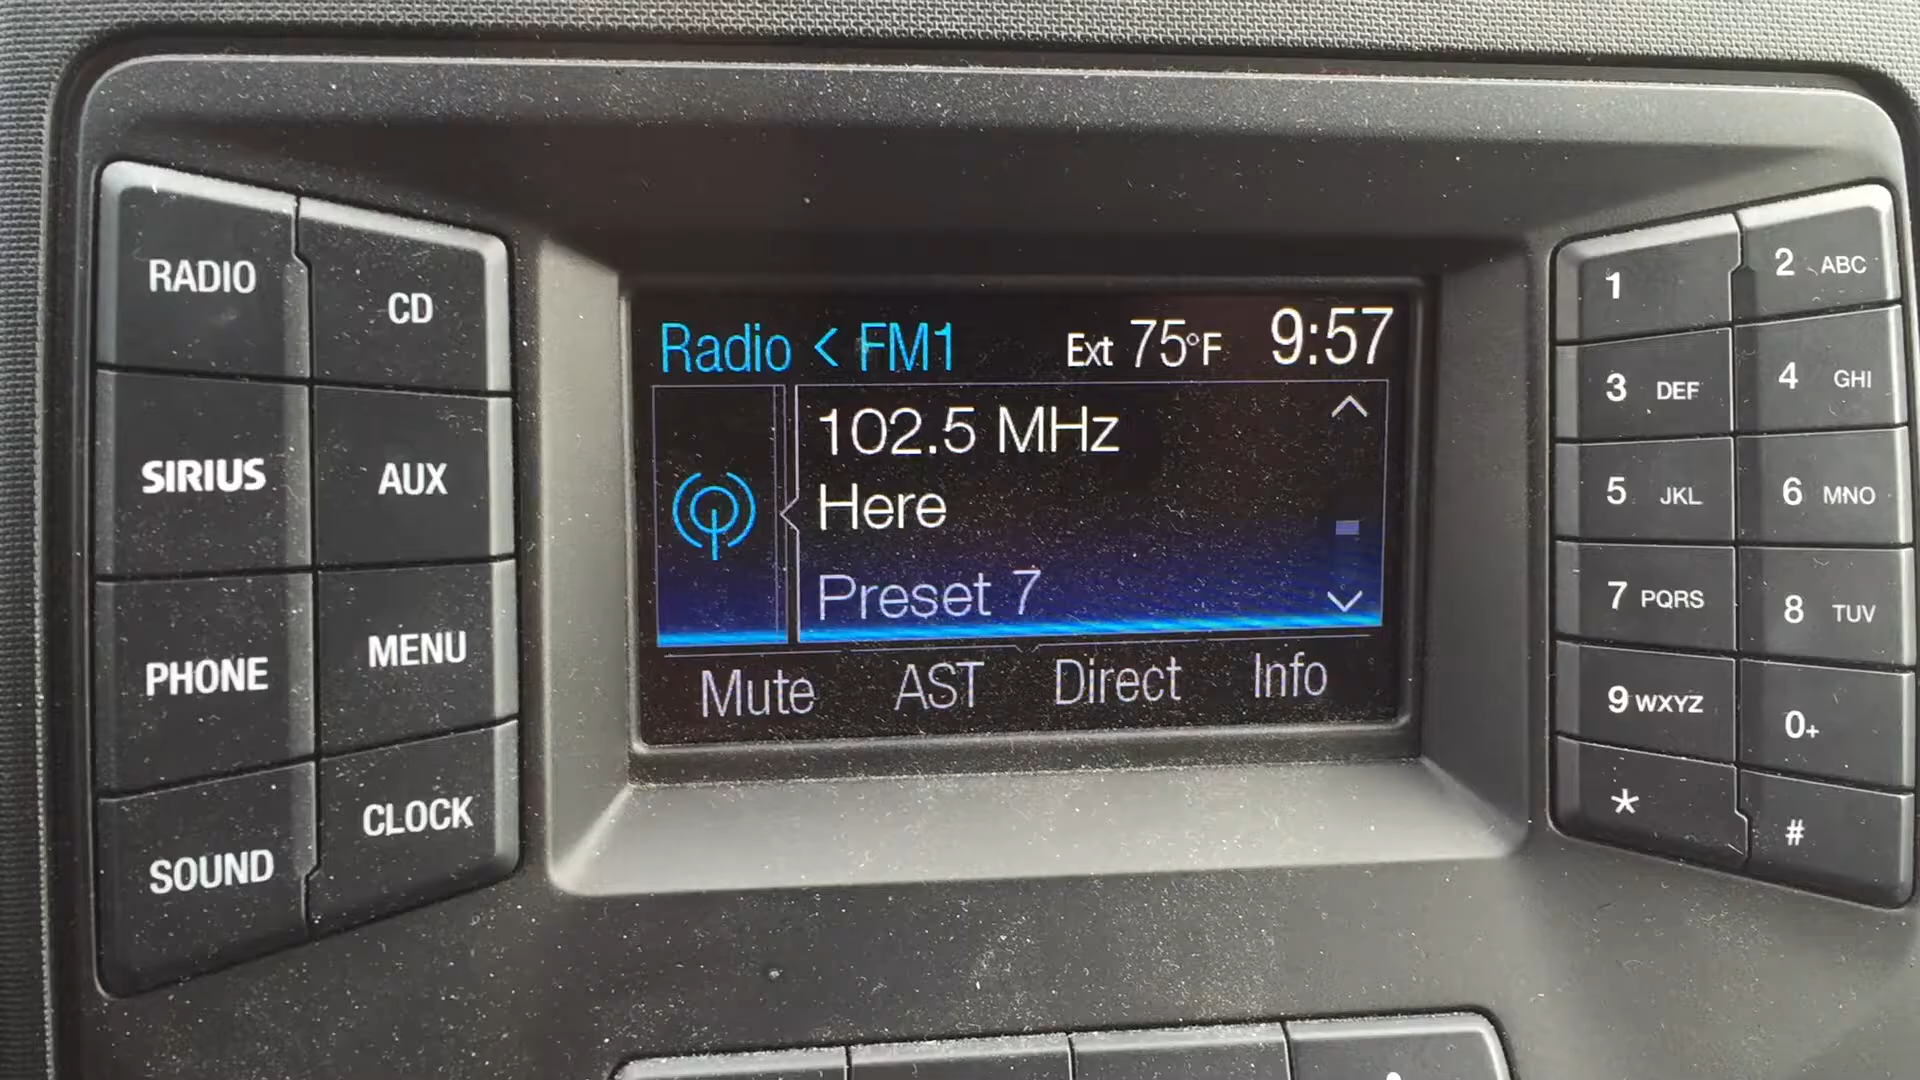 RADIO
CD
SIRIUS
AUX
PHONE
MENU
SOUND
CLOCK
Radio < FM1 Ext 75°F 9:57
102.5 MHz
Here
Preset 7
Mute AST Direct Info
1
2 ABC
3 DEF
4 GHI
5 JKL
6 MNO
7 PQRS
8 TUV
9 WXYZ
0+
*
#